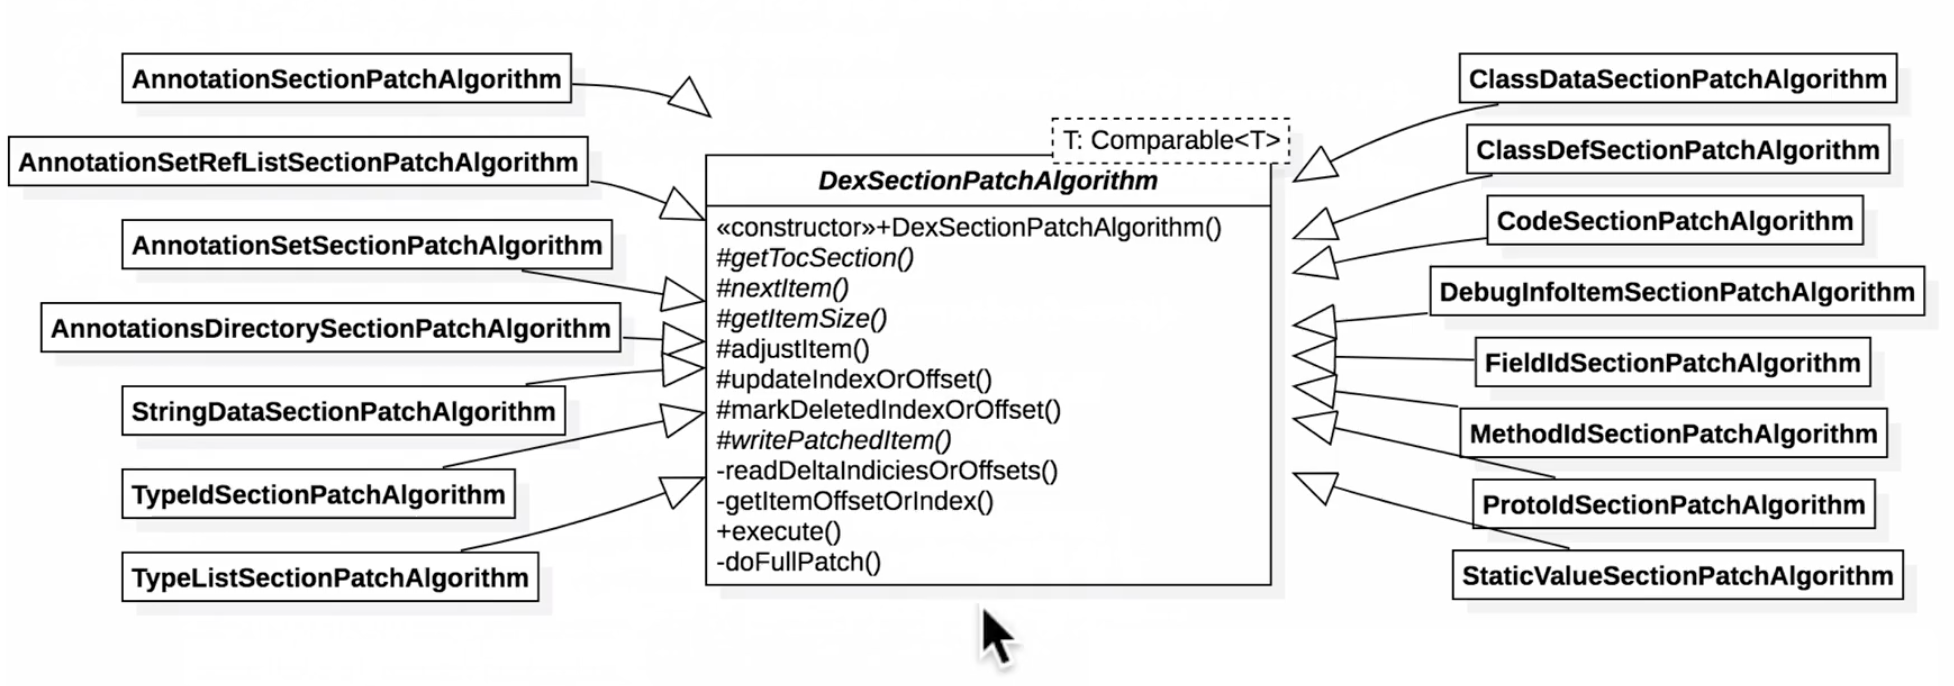 AnnotationSectionPatchAlgorithm
AnnotationSetRefListSectionPatchAlgorithm
AnnotationSetSectionPatchAlgorithm
AnnotationsDirectorySectionPatchAlgorithm
StringDataSectionPatchAlgorithm
TypeIdSectionPatchAlgorithm
TypeListSectionPatchAlgorithm
T: Comparable<T>
DexSectionPatchAlgorithm
«constructor»+DexSectionPatchAlgorithm()
#getTocSection()
#nextItem()
#getItemSize()
#adjustItem()
#updateIndexOrOffset()
#markDeletedIndexOrOffset()
#writePatchedItem()
-readDeltaIndiciesOrOffsets()
-getItemOffsetOrIndex()
+execute()
-doFullPatch()
ClassDataSectionPatchAlgorithm
ClassDefSectionPatchAlgorithm
CodeSectionPatchAlgorithm
DebugInfoItemSectionPatchAlgorithm
FieldIdSectionPatchAlgorithm
MethodIdSectionPatchAlgorithm
ProtoIdSectionPatchAlgorithm
StaticValueSectionPatchAlgorithm